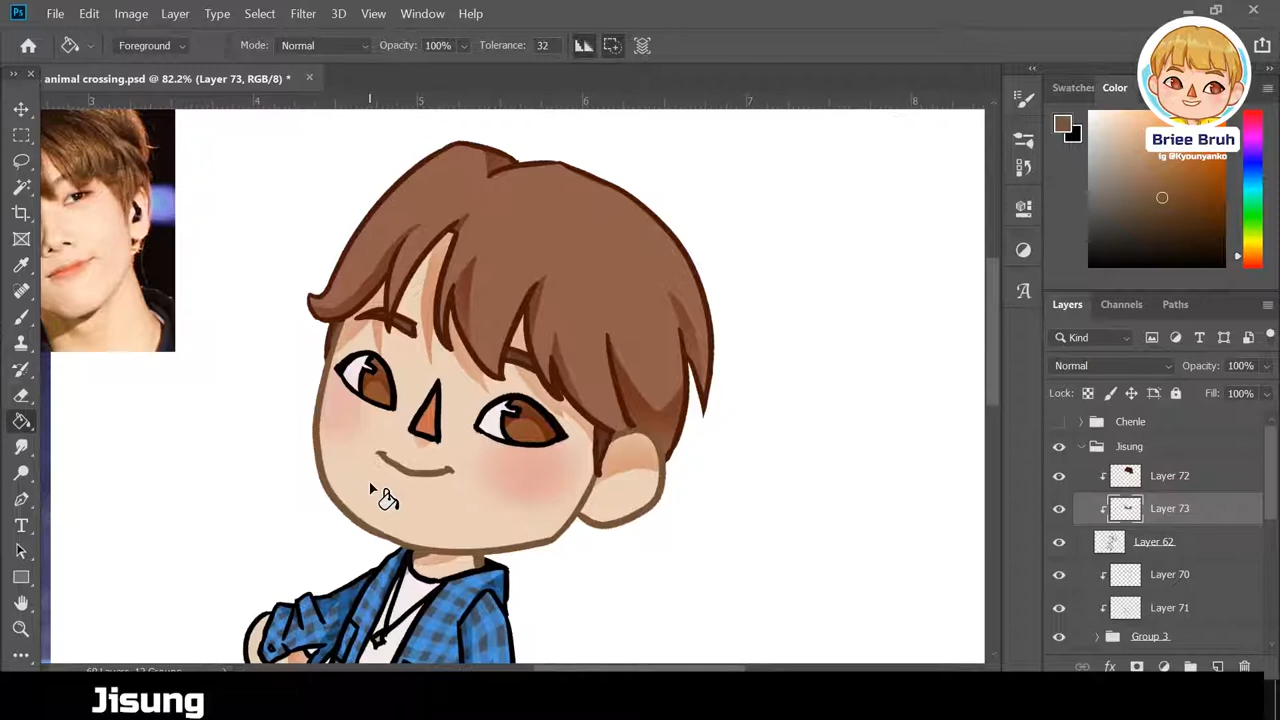 Ps File Edit Image Layer Type Select Filter 3D View Window Help
Foreground Mode: Normal Opacity: 100% Tolerance: 32
animal crossing.psd @ 82.2% (Layer 73, RGB/8) *
3 4 5 6 7 8
Swatches Color
Briee Bruh
Ig @Kyounyanko
Layers Channels Paths
Kind
Normal Opacity: 100%
Lock: Fill: 100%
Chenle
Jisung
Layer 72
Layer 73
Layer 62
Layer 70
Layer 71
Group 3
Jisung